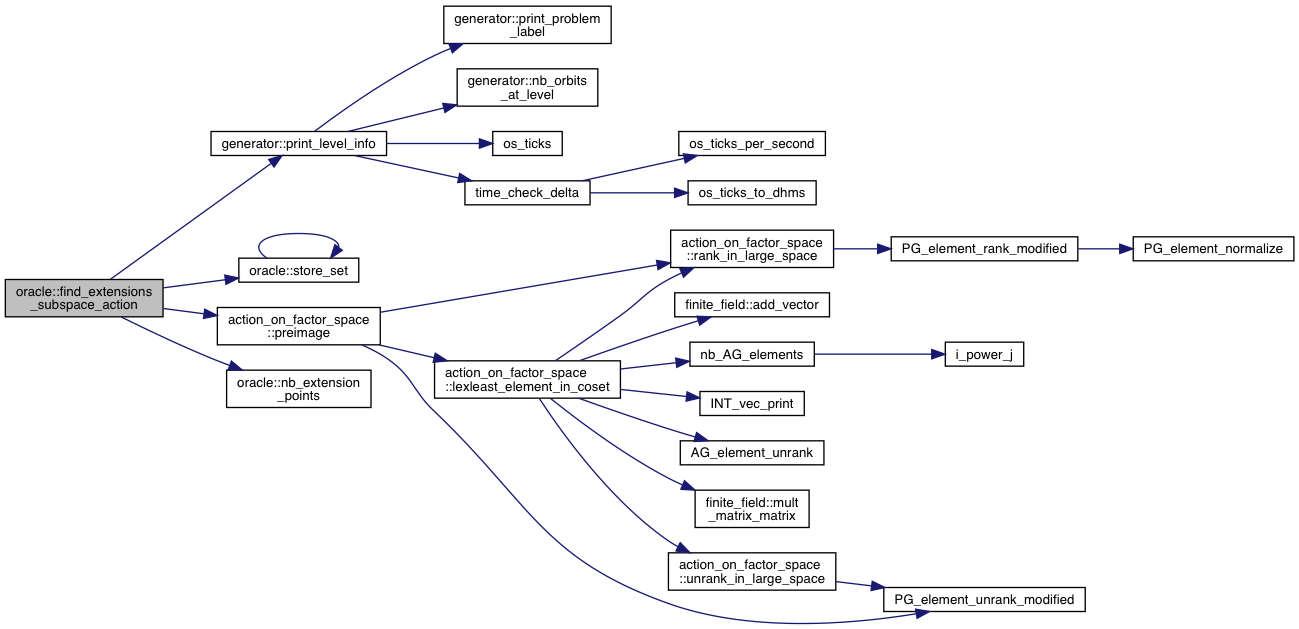 generator::print_problem
_label
generator::nb_orbits
_at_level
generator::print_level_info
os_ticks
os_ticks_per_second
time_check_delta
os_ticks_to_dhms
action_on_factor_space
::rank_in_large_space
PG_element_rank_modified
PG_element_normalize
oracle::store_set
oracle::find_extensions
_subspace_action
finite_field::add_vector
action_on_factor_space
::preimage
nb_AG_elements
i_power_j
action_on_factor_space
::lexleast_element_in_coset
oracle::nb_extension
_points
INT_vec_print
AG_element_unrank
finite_field::mult
_matrix_matrix
action_on_factor_space
::unrank_in_large_space
PG_element_unrank_modified